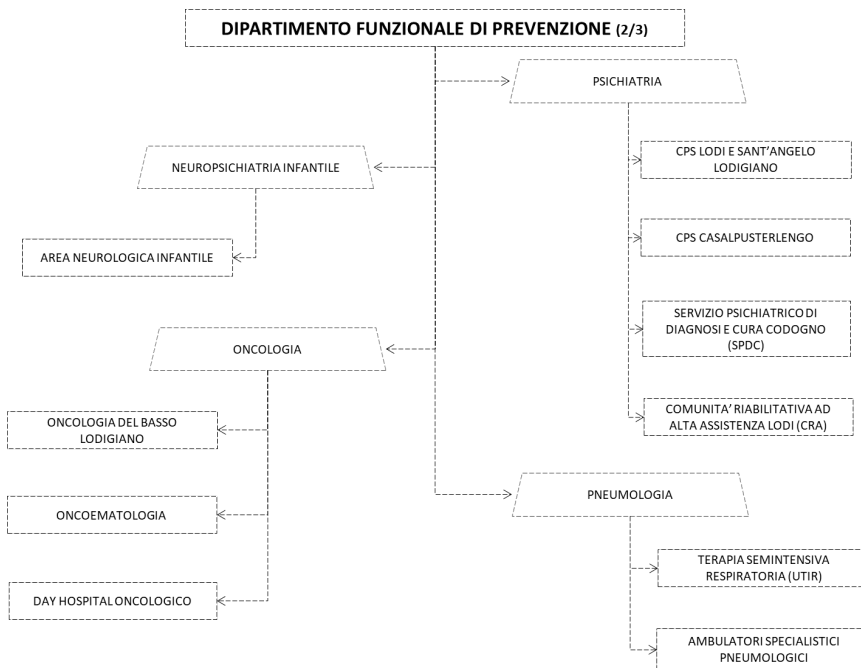 DIPARTIMENTO FUNZIONALE DI PREVENZIONE (2/3)
PSICHIATRIA
CPS LODI E SANT'ANGELO
LODIGIANO
CPS CASALPUSTERLENGO
SERVIZIO PSICHIATRICO DI
DIAGNOSI E CURA CODOGNO
(SPDC)
COMUNITA' RIABILITATIVA AD
ALTA ASSISTENZA LODI (CRA)
NEUROPSICHIATRIA INFANTILE
AREA NEUROLOGICA INFANTILE
ONCOLOGIA
ONCOLOGIA DEL BASSO
LODIGIANO
ONCOEMATOLOGIA
DAY HOSPITAL ONCOLOGICO
PNEUMOLOGIA
TERAPIA SEMINTENSIVA
RESPIRATORIA (UTIR)
AMBULATORI SPECIALISTICI
PNEUMOLOGICI